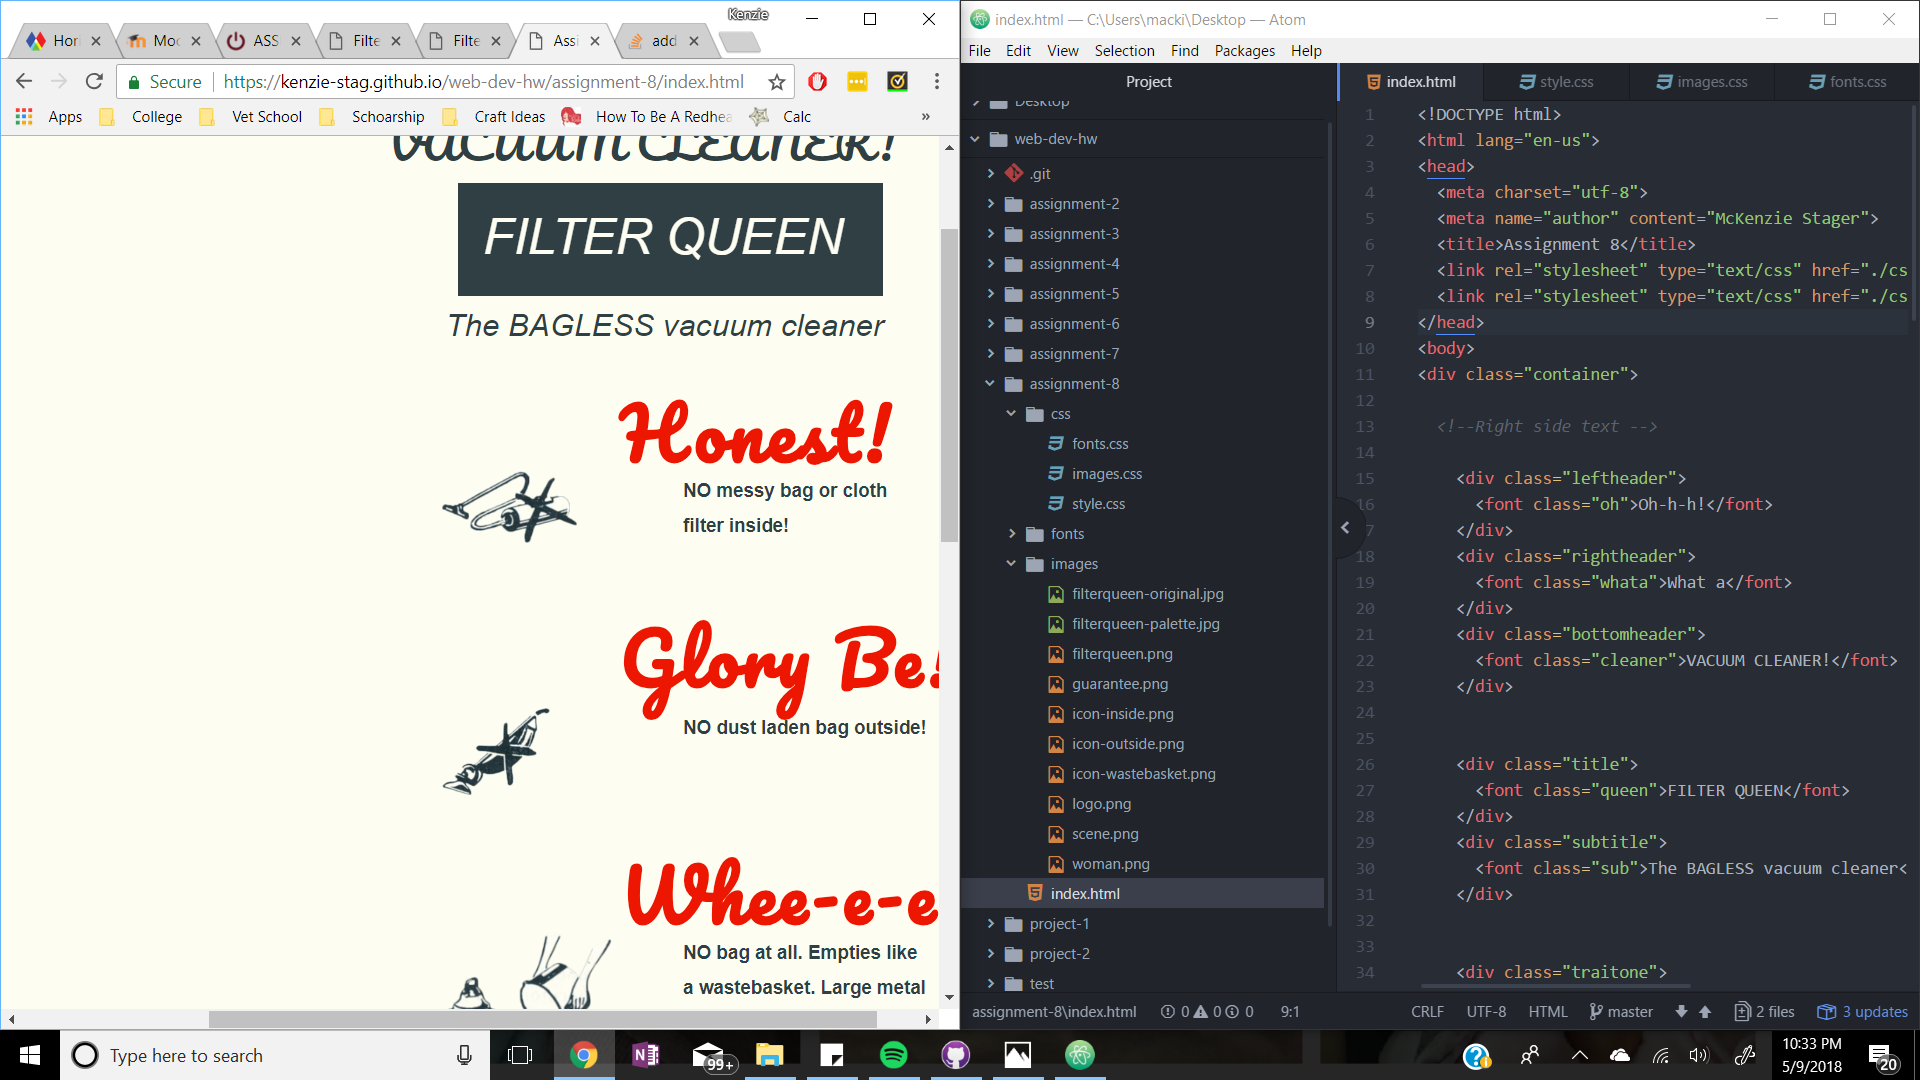 Kenzie
Hor
Moo
ASS
Filte
Filte
Assi
add
Secure
https://kenzie-stag.github.io/web-dev-hw/assignment-8/index.html
Apps
College
Vet School
Schoarship
Craft Ideas
How To Be A Redhea
Calc
»
VACUUM CLEANER!
FILTER QUEEN
The BAGLESS vacuum cleaner
Honest!
NO messy bag or cloth
filter inside!
Glory Be!
NO dust laden bag outside!
Whee-e-e
NO bag at all. Empties like
a wastebasket. Large metal
index.html — C:\Users\macki\Desktop — Atom
File Edit View Selection Find Packages Help
Project
Desktop
web-dev-hw
.git
assignment-2
assignment-3
assignment-4
assignment-5
assignment-6
assignment-7
assignment-8
css
fonts.css
images.css
style.css
fonts
images
filterqueen-original.jpg
filterqueen-palette.jpg
filterqueen.png
guarantee.png
icon-inside.png
icon-outside.png
icon-wastebasket.png
logo.png
scene.png
woman.png
index.html
project-1
project-2
test
index.html style.css images.css fonts.css
1 <!DOCTYPE html>
2 <html lang="en-us">
3 <head>
4 <meta charset="utf-8">
5 <meta name="author" content="McKenzie Stager">
6 <title>Assignment 8</title>
7 <link rel="stylesheet" type="text/css" href="./cs
8 <link rel="stylesheet" type="text/css" href="./cs
9 </head>
10 <body>
11 <div class="container">
12
13 <!--Right side text -->
14
15 <div class="leftheader">
16 <font class="oh">Oh-h-h!</font>
7 </div>
18 <div class="rightheader">
19 <font class="whata">What a</font>
20 </div>
21 <div class="bottomheader">
22 <font class="cleaner">VACUUM CLEANER!</font>
23 </div>
24
25
26 <div class="title">
27 <font class="queen">FILTER QUEEN</font>
28 </div>
29 <div class="subtitle">
30 <font class="sub">The BAGLESS vacuum cleaner<
31 </div>
32
33
34 <div class="traitone">
assignment-8\index.html 0 0 0 9:1 CRLF UTF-8 HTML master 2 files 3 updates
Type here to search
99+
10:33 PM
5/9/2018
20